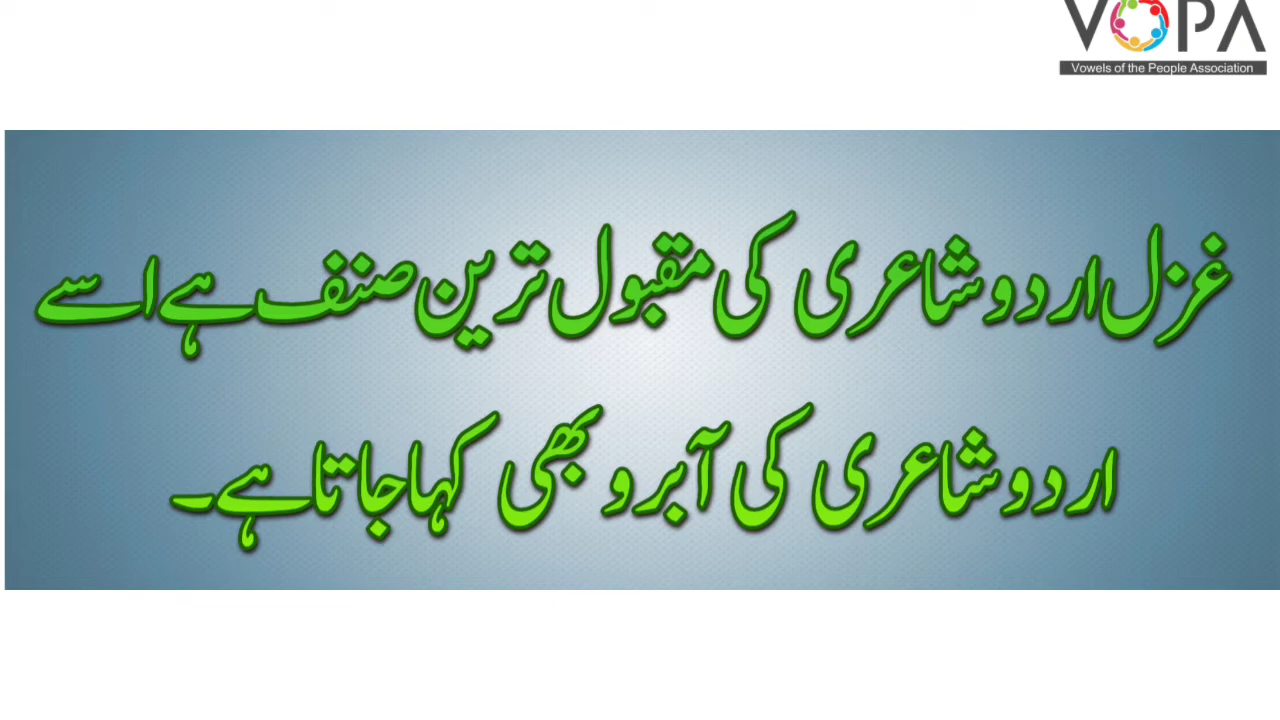 VOPA
Vowels of the People Association
غزل اردو شاعری کی مقبول ترین صنف ہے اسے
اردو شاعری کی آبرو بھی کہا جاتا ہے۔